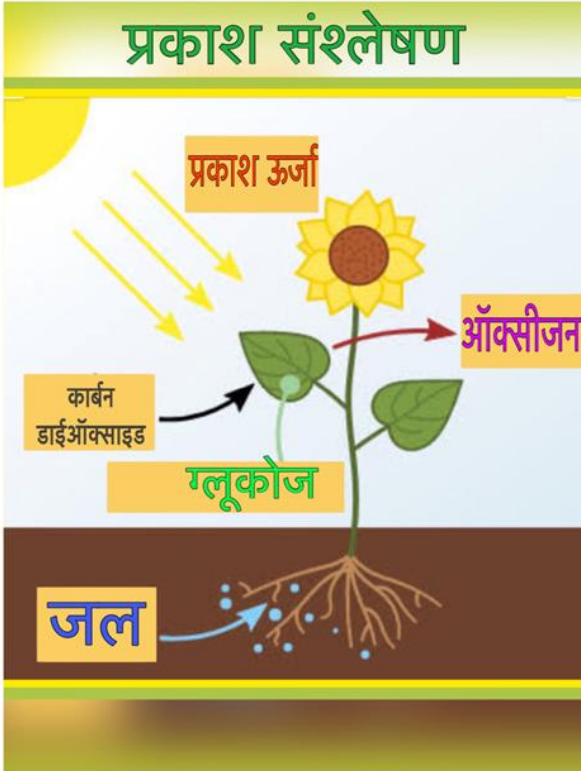 प्रकाश संश्लेषण
प्रकाश ऊर्जा
ऑक्सीजन
कार्बन
डाईऑक्साइड
ग्लूकोज
जल